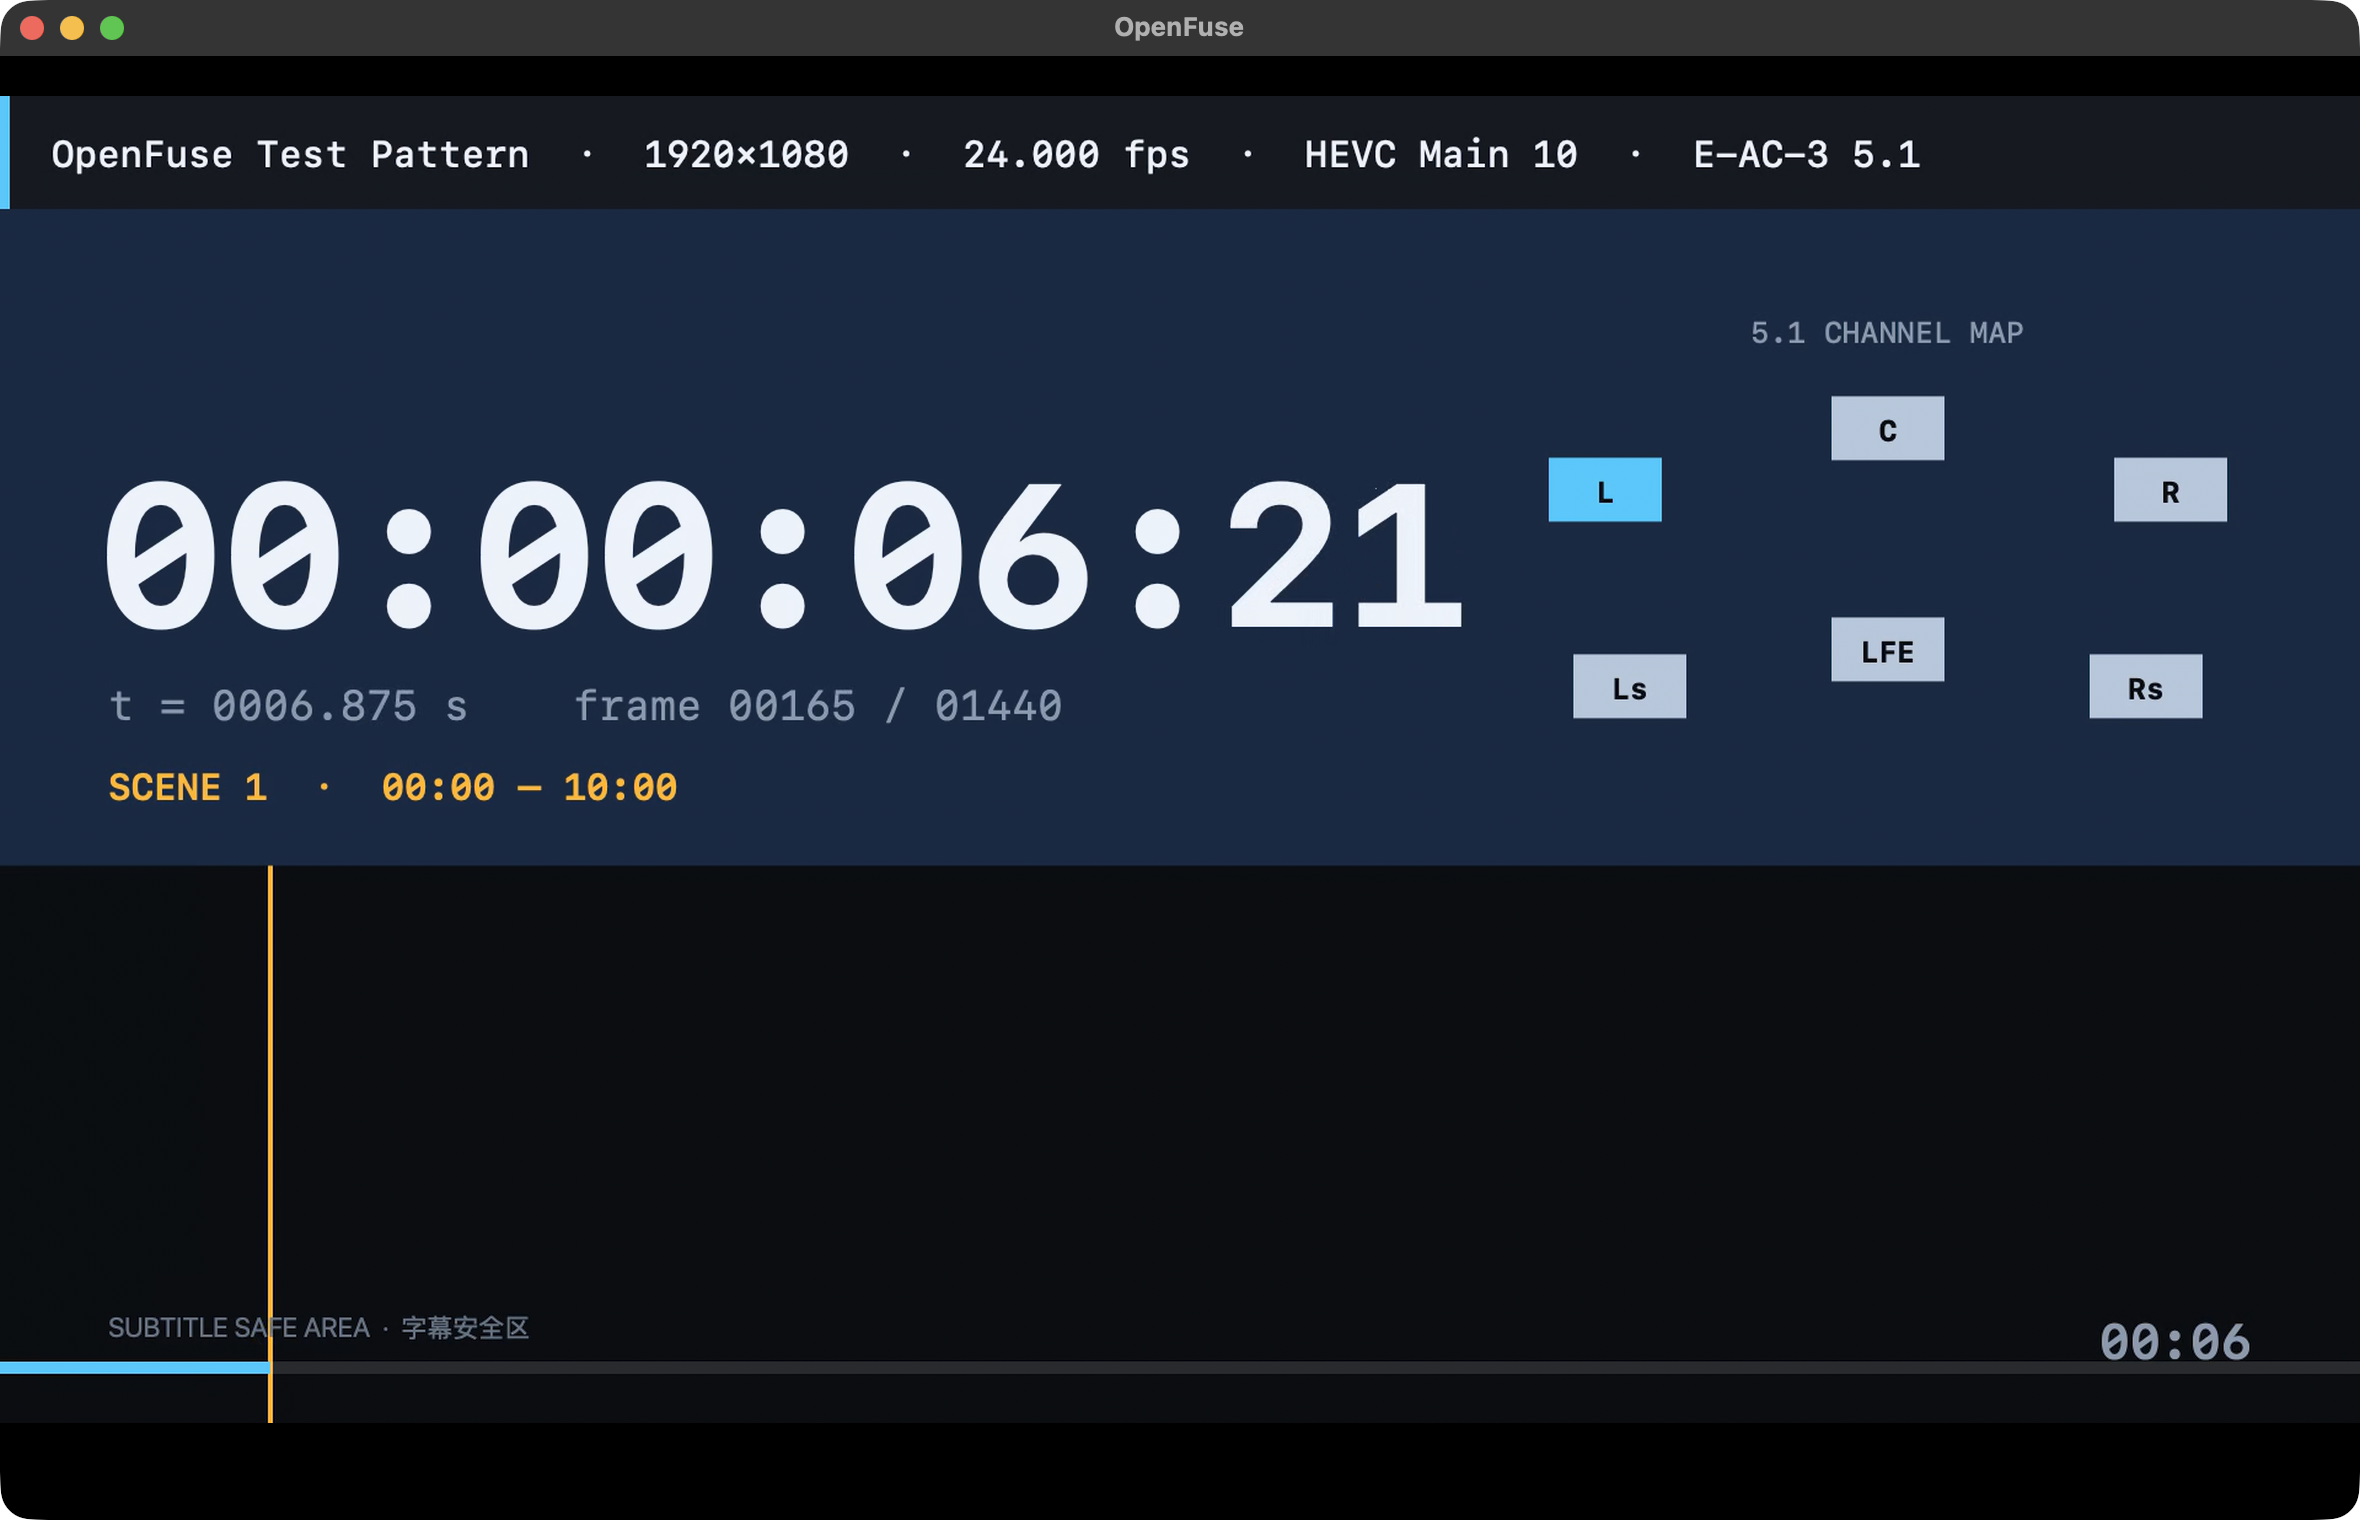 OpenFuse
OpenFuse Test Pattern · 1920×1080 · 24.000 fps · HEVC Main 10 · E—AC—3 5.1
5.1 CHANNEL MAP
C
L
R
00:00:06:21
LFE
Ls
Rs
t = 0006.875 s frame 00165 / 01440
SCENE 1 · 00:00 — 10:00
SUBTITLE SAFE AREA · 字幕安全区
00:06